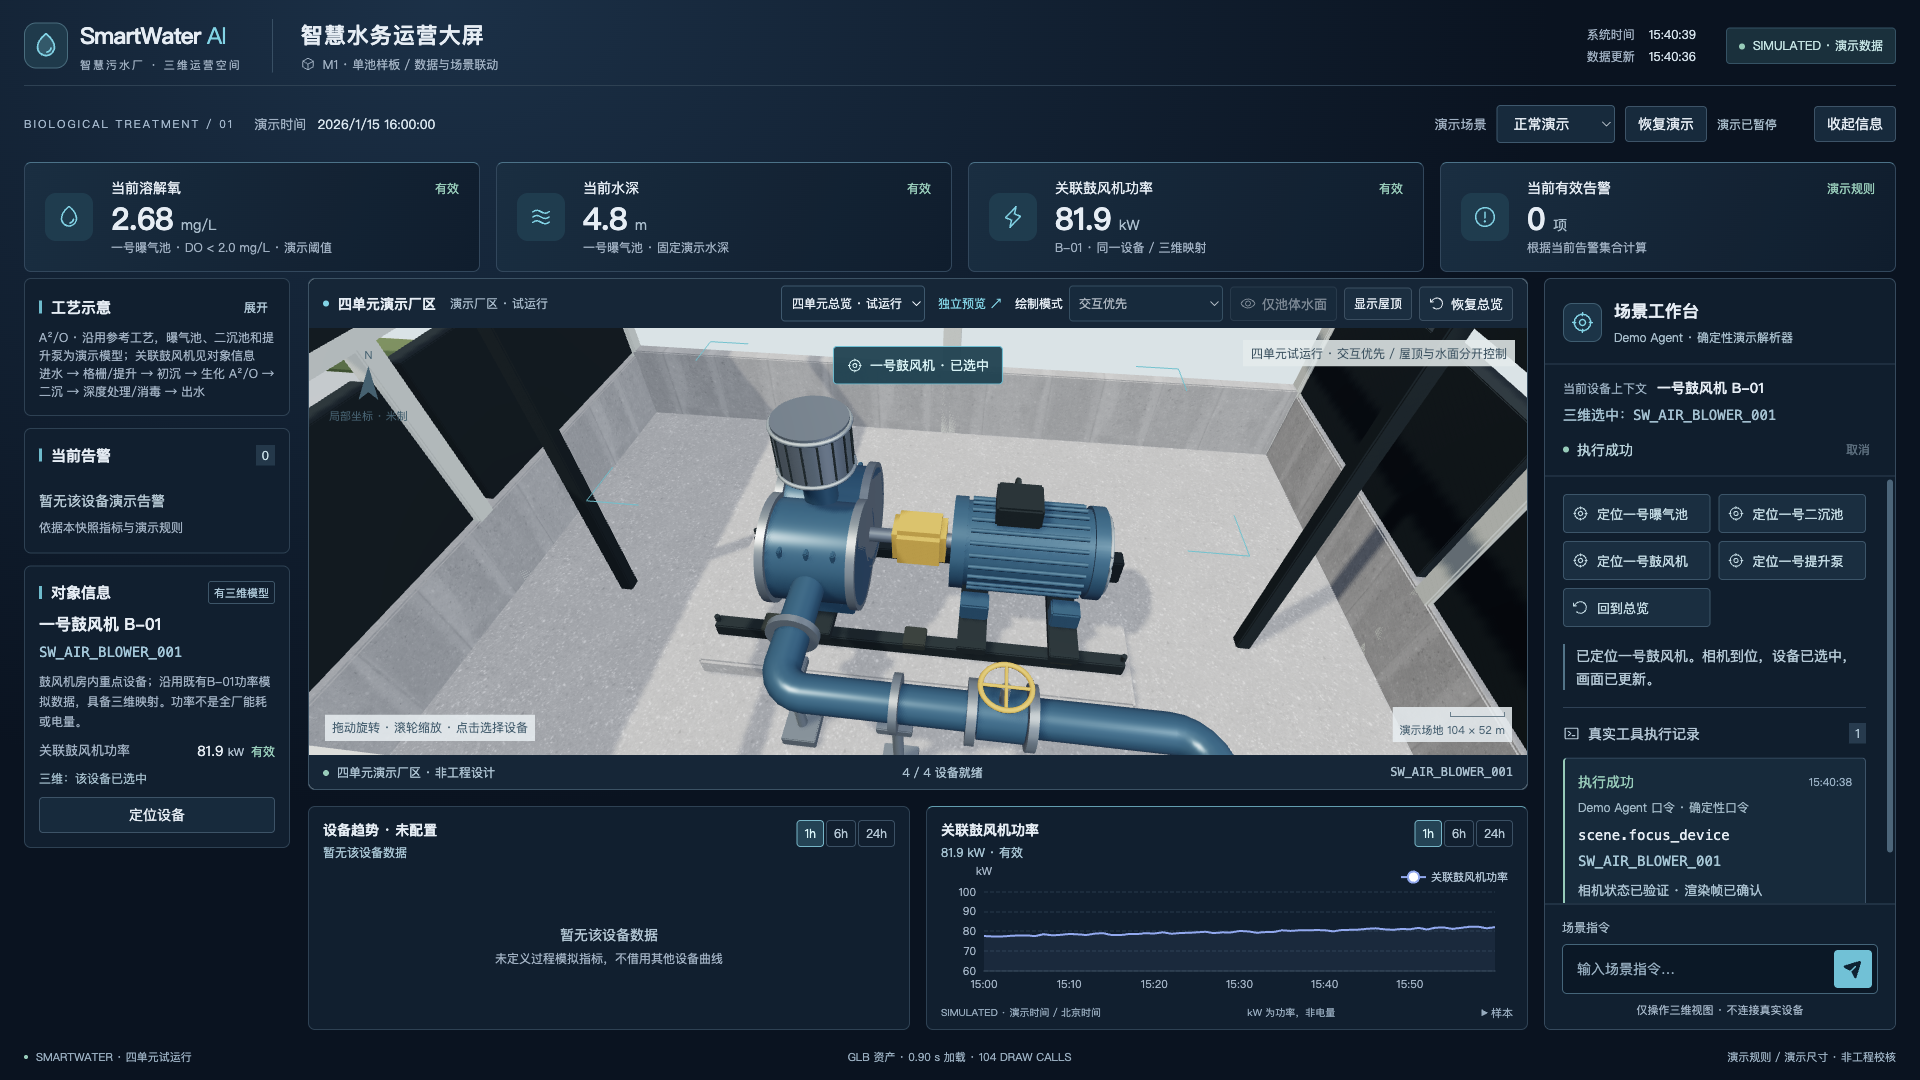 SmartWater AI
智慧污水厂 · 三维运营空间
智慧水务运营大屏
M1 · 单池样板 / 数据与场景联动
系统时间 15:40:39
数据更新 15:40:36
SIMULATED · 演示数据
BIOLOGICAL TREATMENT / 01
演示时间 2026/1/15 16:00:00
演示场景
正常演示
恢复演示
演示已暂停
收起信息
当前溶解氧
有效
2.68 mg/L
一号曝气池 · DO < 2.0 mg/L · 演示阈值
当前水深
有效
4.8 m
一号曝气池 · 固定演示水深
关联鼓风机功率
有效
81.9 kW
B-01 · 同一设备 / 三维映射
当前有效告警
演示规则
0 项
根据当前告警集合计算
工艺示意
展开
A²/O · 沿用参考工艺，曝气池、二沉池和提
升泵为演示模型；关联鼓风机见对象信息
进水 → 格栅/提升 → 初沉 → 生化 A²/O →
二沉 → 深度处理/消毒 → 出水
当前告警
0
暂无该设备演示告警
依据本快照指标与演示规则
对象信息
有三维模型
一号鼓风机 B-01
SW_AIR_BLOWER_001
鼓风机房内重点设备；沿用既有B-01功率模
拟数据，具备三维映射。功率不是全厂能耗
或电量。
关联鼓风机功率
81.9 kW 有效
三维：该设备已选中
定位设备
四单元演示厂区
演示厂区 · 试运行
四单元总览 · 试运行
独立预览 ↗
绘制模式
交互优先
仅池体水面
显示屋顶
恢复总览
N
局部坐标 · 米制
一号鼓风机 · 已选中
四单元试运行 · 交互优先 / 屋顶与水面分开控制
拖动旋转 · 滚轮缩放 · 点击选择设备
演示场地 104 × 52 m
四单元演示厂区 · 非工程设计
4 / 4 设备就绪
SW_AIR_BLOWER_001
设备趋势 · 未配置
1h
6h
24h
暂无该设备数据
暂无该设备数据
未定义过程模拟指标，不借用其他设备曲线
关联鼓风机功率
1h
6h
24h
81.9 kW · 有效
kW
关联鼓风机功率
100
90
80
70
60
15:00
15:10
15:20
15:30
15:40
15:50
SIMULATED · 演示时间 / 北京时间
kW 为功率，非电量
样本
场景工作台
Demo Agent · 确定性演示解析器
当前设备上下文 一号鼓风机 B-01
三维选中：SW_AIR_BLOWER_001
执行成功
取消
定位一号曝气池
定位一号二沉池
定位一号鼓风机
定位一号提升泵
回到总览
已定位一号鼓风机。相机到位，设备已选中，
画面已更新。
真实工具执行记录
1
执行成功
15:40:38
Demo Agent 口令 · 确定性口令
scene.focus_device
SW_AIR_BLOWER_001
相机状态已验证 · 渲染帧已确认
场景指令
输入场景指令...
仅操作三维视图 · 不连接真实设备
SMARTWATER · 四单元试运行
GLB 资产 · 0.90 s 加载 · 104 DRAW CALLS
演示规则 / 演示尺寸 · 非工程校核